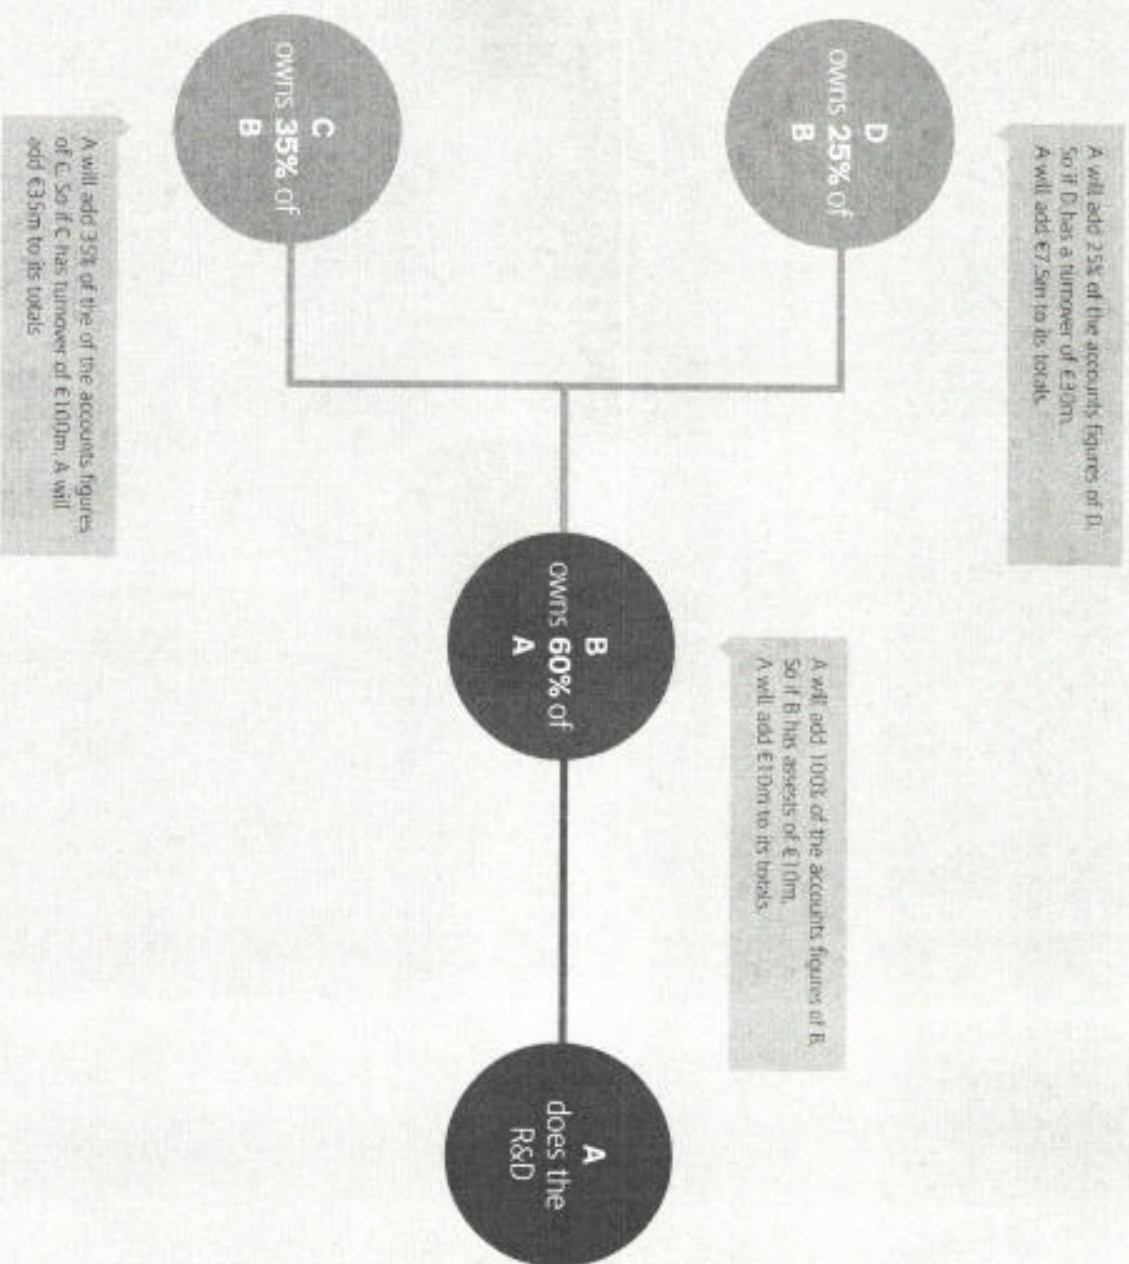 D
owns 25% of
B
A will add 25% of the accounts figures of D.
So if D has a turnover of €30m,
A will add €7.5m to its totals.
C
owns 35% of
B
A will add 35% of the of the accounts figures
of C. So if C has turnover of €100m, A will
add €35m to its totals
B
owns 60% of
A
A will add 100% of the accounts figures of B.
So if B has assests of €10m,
A will add €10m to its totals.
A
does the
R&D